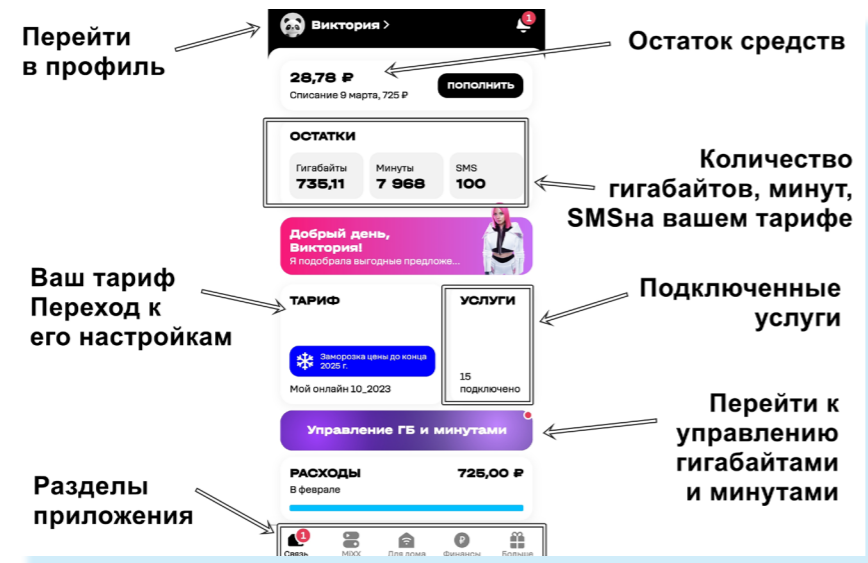 Перейти
в профиль
Виктория >
1
Остаток средств
28,78 ₽
Списание 9 марта, 725 ₽
ПОПОЛНИТЬ
ОСТАТКИ
Гигабайты
735,11
Минуты
7 968
SMS
100
Количество
гигабайтов, минут,
SMSна вашем тарифе
Добрый день,
Виктория!
Я подобрала выгодные предложе...
Ваш тариф
Переход к
его настройкам
ТАРИФ
Заморозка цены до конца
2025 г.
Мой онлайн 10_2023
УСЛУГИ
15
подключено
Подключенные
услуги
Управление ГБ и минутами
Перейти к
управлению
гигабайтами
и минутами
РАСХОДЫ
725,00 ₽
В феврале
Разделы
приложения
1
Связь
MIXX
Для дома
₽
Финансы
Больше